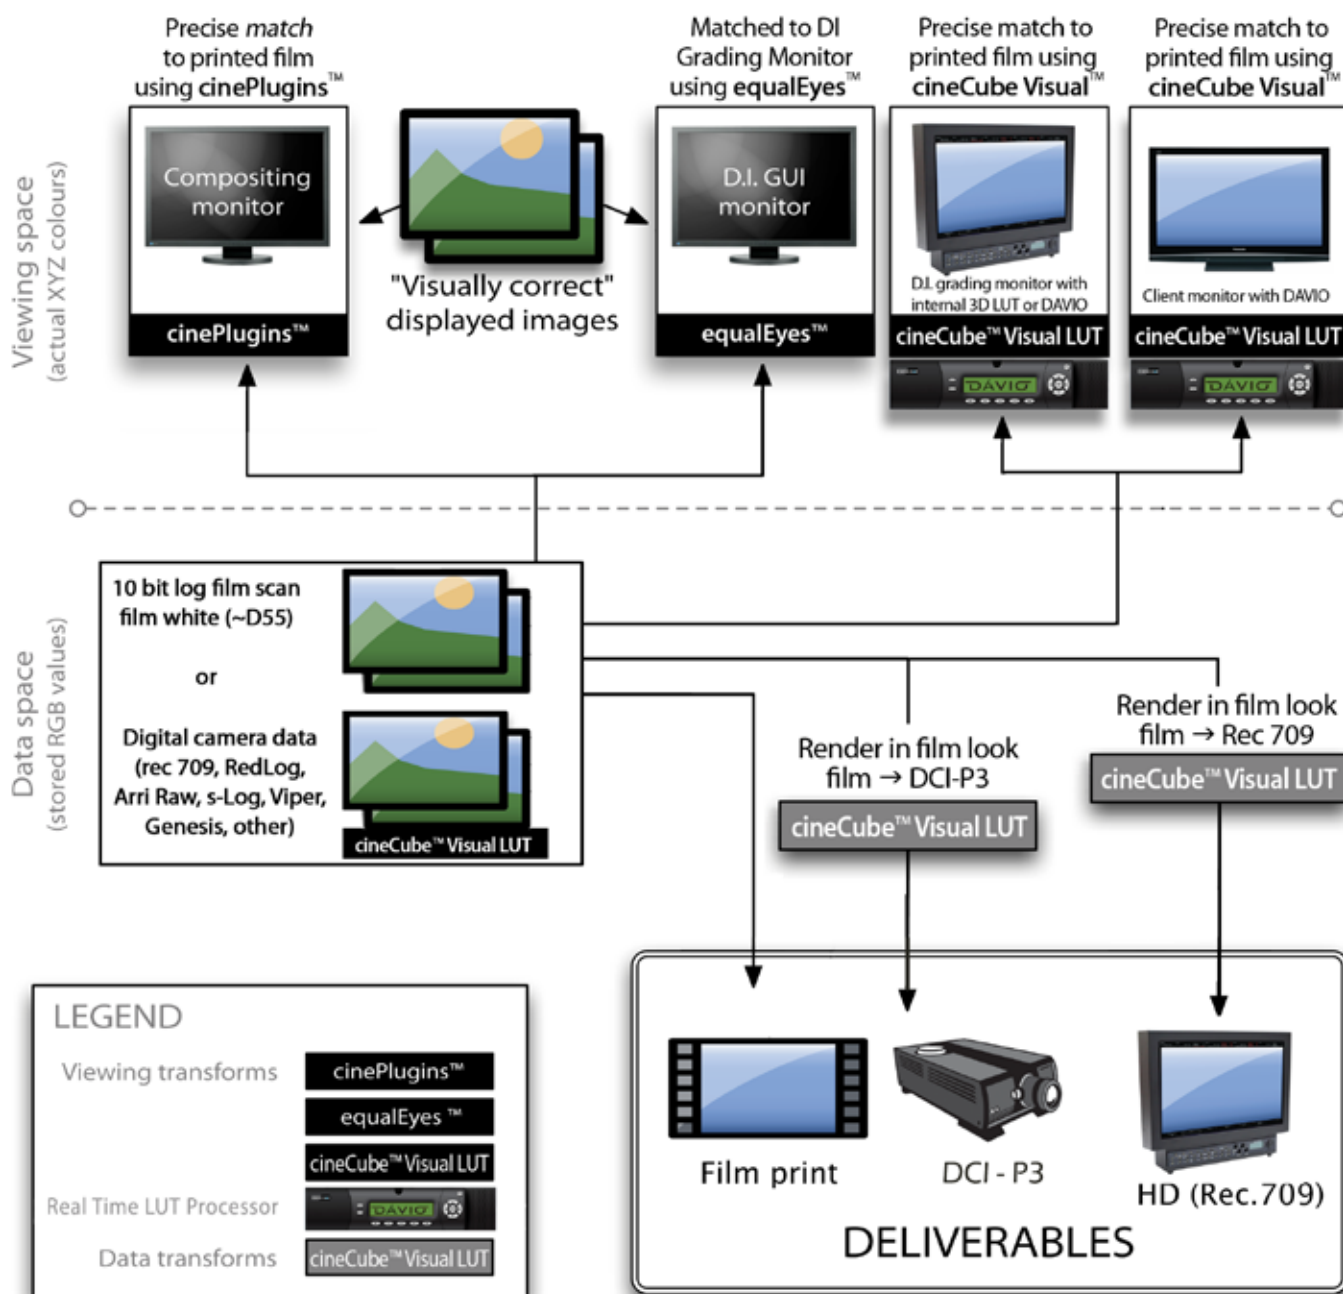 Precise match
to printed film
using cinePlugins™
Matched to DI
Grading Monitor
using equalEyes™
Precise match to
printed film using
cineCube Visual™
Precise match to
printed film using
cineCube Visual™
Viewing space
(actual XYZ colours)
Compositing
monitor
cinePlugins™
"Visually correct"
displayed images
D.I. GUI
monitor
equalEyes™
D.I. grading monitor with
internal 3D LUT or DAVIO
cineCube™ Visual LUT
DAVIO
Client monitor with DAVIO
cineCube™ Visual LUT
DAVIO
Data space
(stored RGB values)
10 bit log film scan
film white (~D55)
or
Digital camera data
(rec 709, RedLog,
Arri Raw, s-Log, Viper,
Genesis, other)
cineCube™ Visual LUT
Render in film look
film → DCI-P3
cineCube™ Visual LUT
Render in film look
film → Rec 709
cineCube™ Visual LUT
LEGEND
Viewing transforms
cinePlugins™
equalEyes ™
cineCube™ Visual LUT
Real Time LUT Processor
DAVIO
Data transforms
cineCube™ Visual LUT
Film print
DCI - P3
HD (Rec.709)
DELIVERABLES